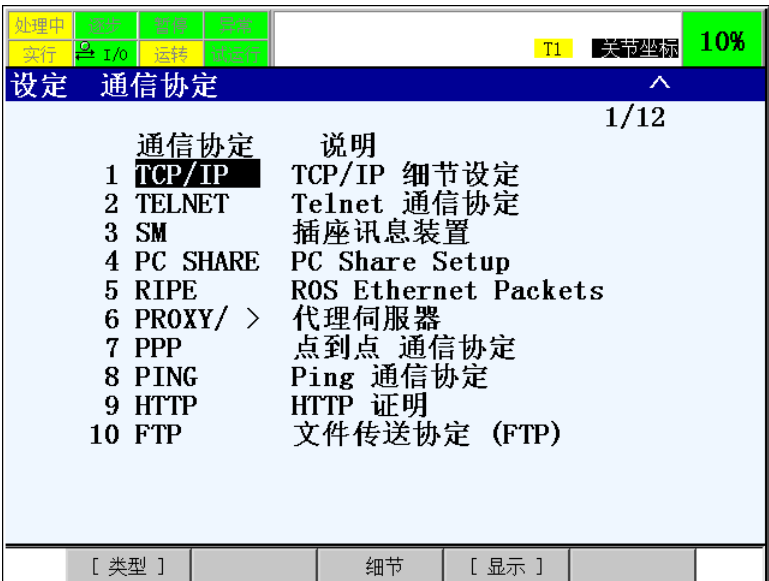 处理中 逐步 暂停 异常
实行 I/O 运转 试运行 T1 关节坐标 10%
设定 通信协定
1/12
通信协定 说明
1 TCP/IP TCP/IP 细节设定
2 TELNET Telnet 通信协定
3 SM 插座讯息装置
4 PC SHARE PC Share Setup
5 RIPE ROS Ethernet Packets
6 PROXY/ > 代理伺服器
7 PPP 点到点 通信协定
8 PING Ping 通信协定
9 HTTP HTTP 证明
10 FTP 文件传送协定 (FTP)
[ 类型 ] 细节 [ 显示 ]